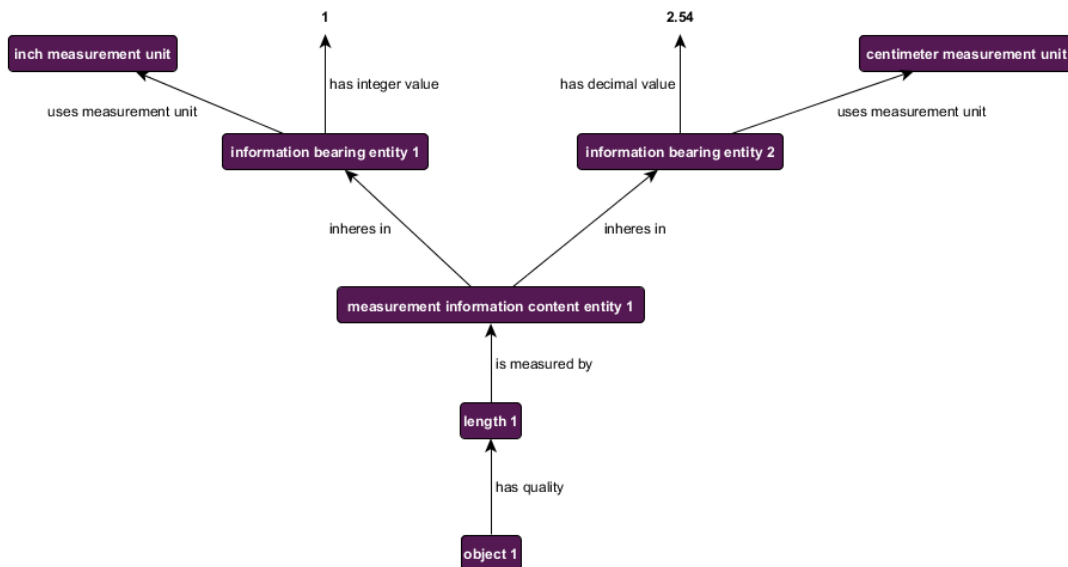 1
2.54
inch measurement unit
centimeter measurement unit
has integer value
has decimal value
uses measurement unit
uses measurement unit
information bearing entity 1
information bearing entity 2
inheres in
inheres in
measurement information content entity 1
is measured by
length 1
has quality
object 1